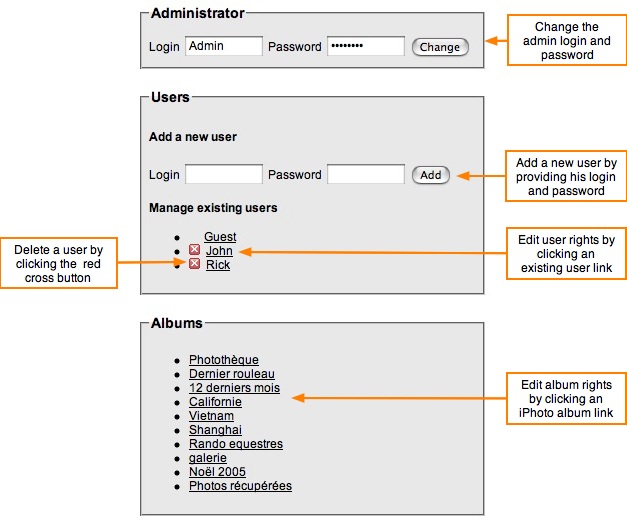 Administrator
Login Admin Password •••••••• Change
Change the
admin login and
password
Users
Add a new user
Login Password Add
Add a new user by
providing his login
and password
Manage existing users
Guest
John
Rick
Edit user rights by
clicking an
existing user link
Delete a user by
clicking the red
cross button
Albums
Photothèque
Dernier rouleau
12 derniers mois
Californie
Vietnam
Shanghai
Rando equestres
galerie
Noël 2005
Photos récupérées
Edit album rights
by clicking an
iPhoto album link